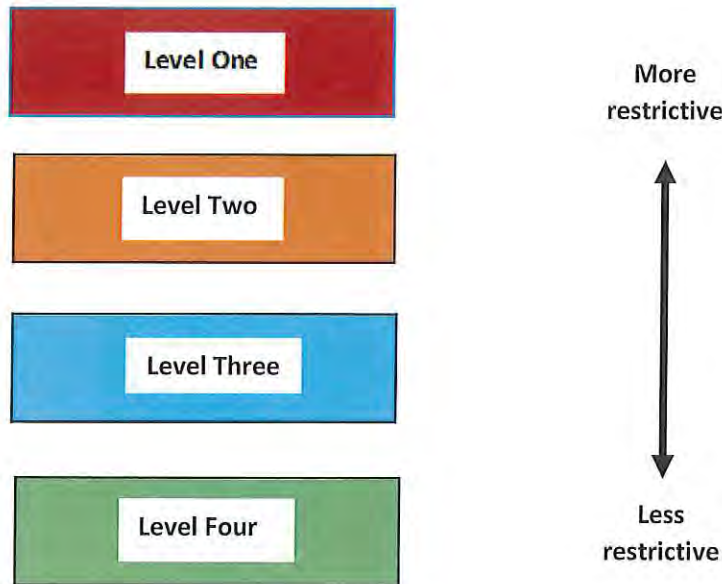 Level One
More
restrictive
Level Two
Level Three
Level Four
Less
restrictive